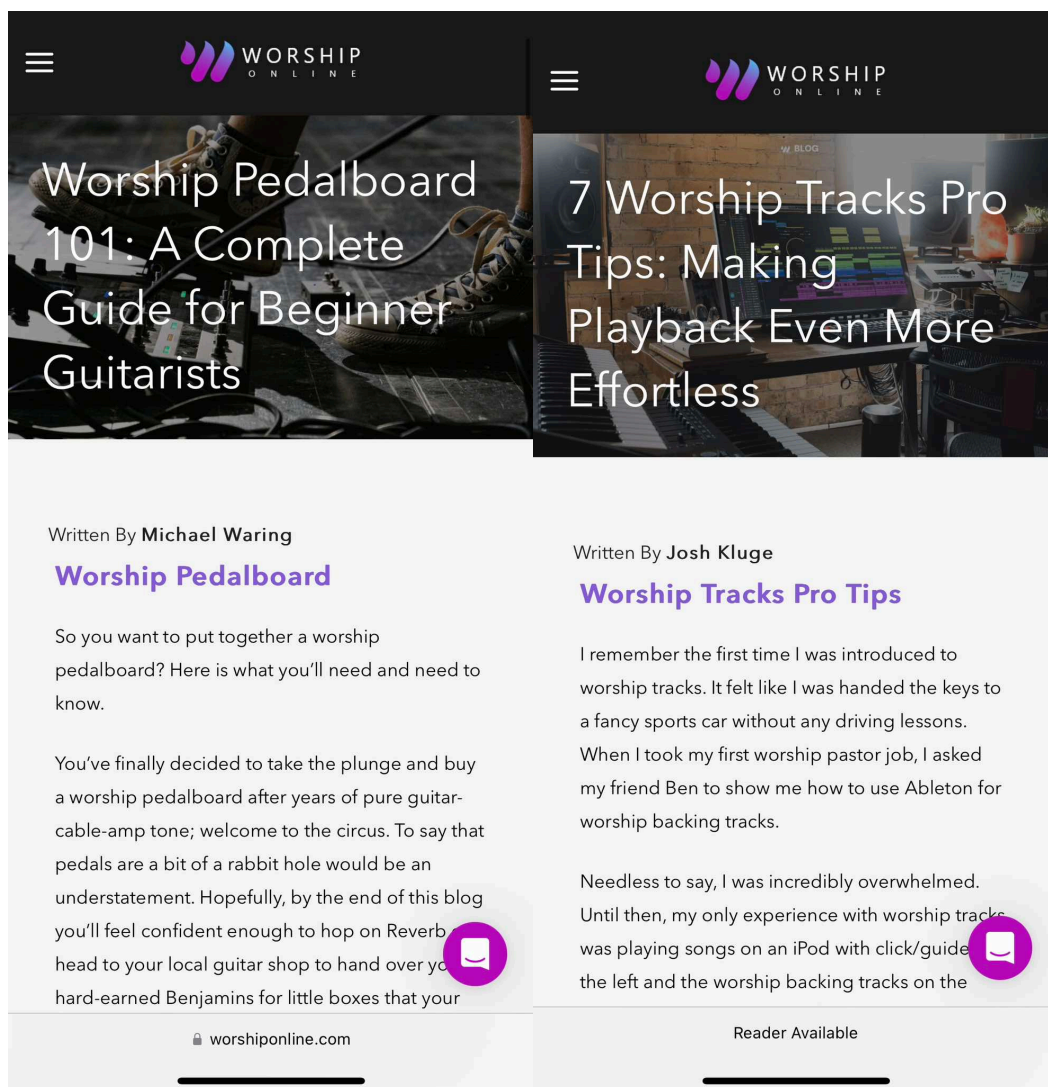 WORSHIP
ONLINE
Worship Pedalboard
101: A Complete
Guide for Beginner
Guitarists
Written By Michael Waring
Worship Pedalboard
So you want to put together a worship
pedalboard? Here is what you'll need and need to
know.
You've finally decided to take the plunge and buy
a worship pedalboard after years of pure guitar-
cable-amp tone; welcome to the circus. To say that
pedals are a bit of a rabbit hole would be an
understatement. Hopefully, by the end of this blog
you'll feel confident enough to hop on Reverb
head to your local guitar shop to hand over
hard-earned Benjamins for little boxes that your
worshiponline.com
WORSHIP
ONLINE
W BLOG
7 Worship Tracks Pro
Tips: Making
Playback Even More
Effortless
Written By Josh Kluge
Worship Tracks Pro Tips
I remember the first time I was introduced to
worship tracks. It felt like I was handed the keys to
a fancy sports car without any driving lessons.
When I took my first worship pastor job, I asked
my friend Ben to show me how to use Ableton for
worship backing tracks.
Needless to say, I was incredibly overwhelmed.
Until then, my only experience with worship tracks
was playing songs on an iPod with click/guide
the left and the worship backing tracks on the
Reader Available